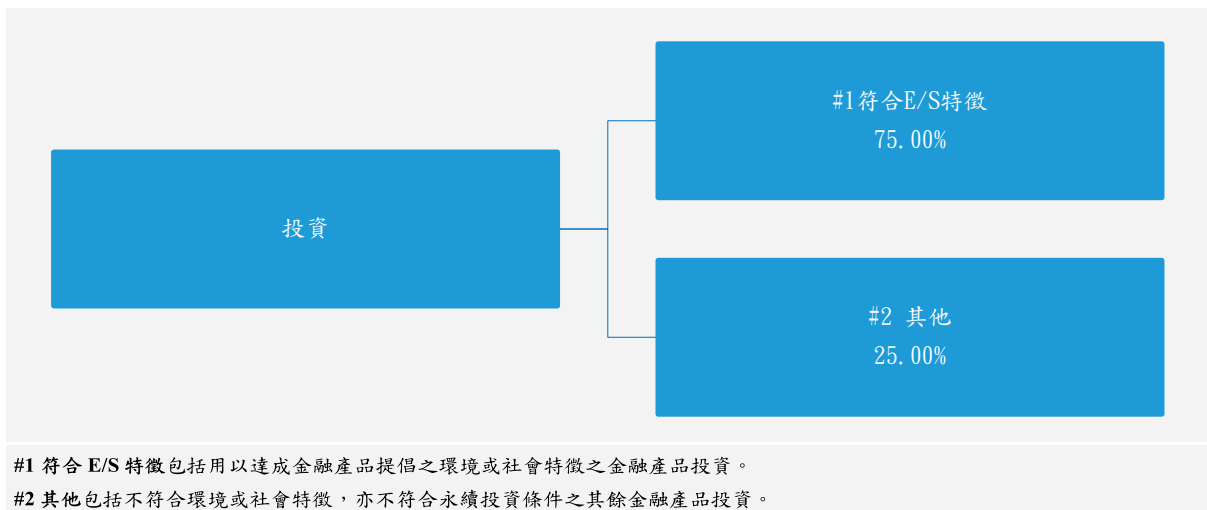 投資
#1符合E/S特徵
75.00%
#2 其他
25.00%
#1 符合 E/S 特徵包括用以達成金融產品提倡之環境或社會特徵之金融產品投資。
#2 其他包括不符合環境或社會特徵，亦不符合永續投資條件之其餘金融產品投資。